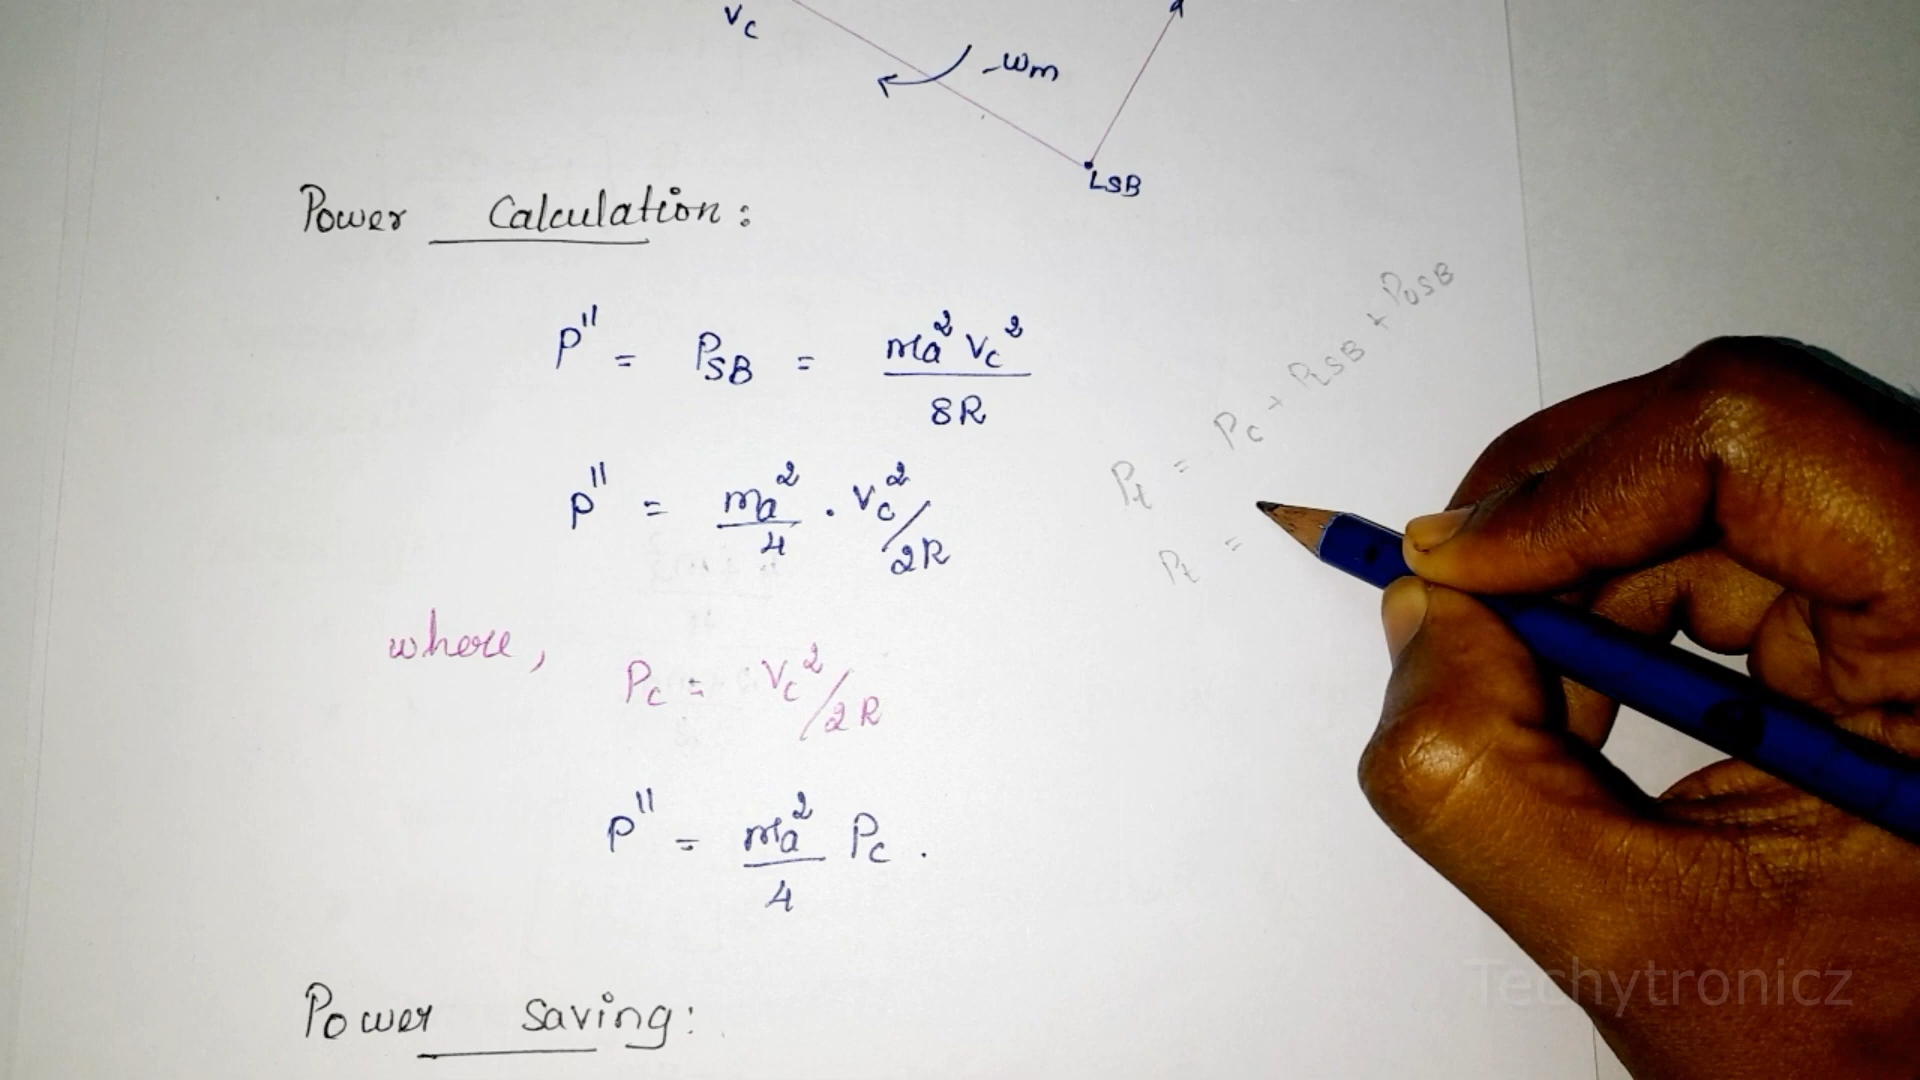 Vc
-ωm
LSB
Power Calculation:
P" = PSB = ma² Vc² / 8R
P" = ma²/4 . Vc²/2R
Pt = Pc + PLSB + PUSB
Pt =
where,
Pc = Vc²/2R
P" = ma²/4 Pc .
Power saving:
Techytronicz